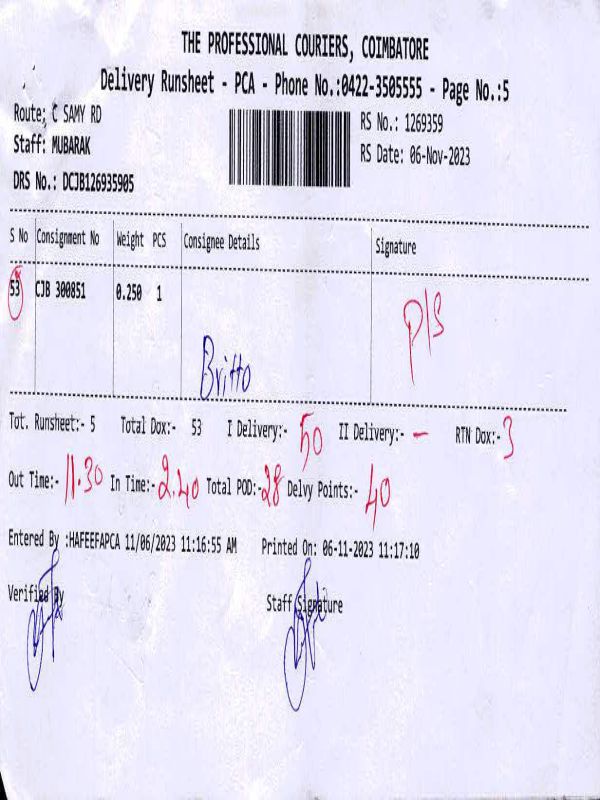 THE PROFESSIONAL COURIERS, COIMBATORE
Delivery Runsheet - PCA - Phone No.:0422-3505555 - Page No.:5
Route; C SAMY RD
RS No.: 1269359
Staff: MUBARAK
RS Date: 06-Nov-2023
DRS No.: DCJB126935905
S No Consignment No Weight PCS Consignee Details Signature
53 CJB 300851 0.250 1
P/S
Britto
Tot. Runsheet:- 5 Total Dox:- 53 I Delivery:- 50 II Delivery:- - RTN Dox:- 3
Out Time:- 11.30 In Time:- 2.40 Total POD:- 28 Delvy Points:- 40
Entered By :HAFEEFAPCA 11/06/2023 11:16:55 AM Printed On: 06-11-2023 11:17:10
Verified By Staff Signature